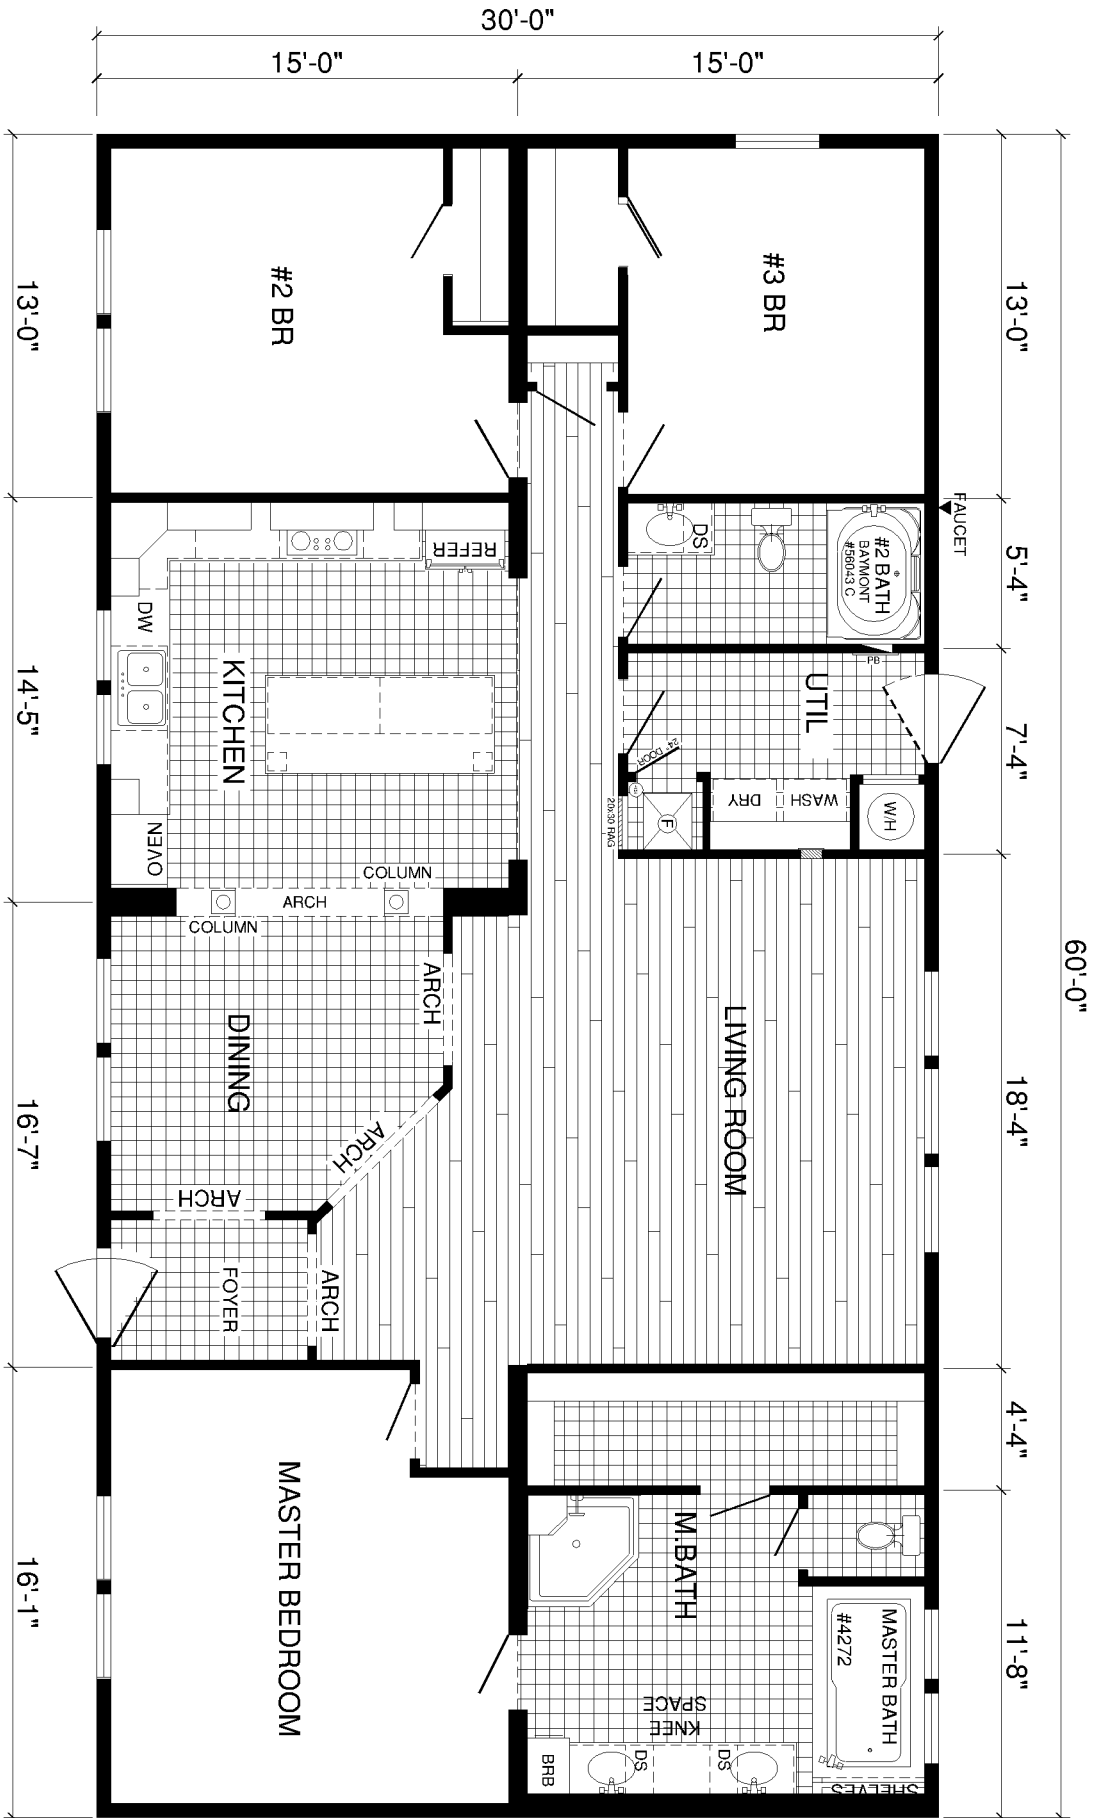 30'-0"
15'-0"
15'-0"
13'-0"
14'-5"
16'-7"
16'-1"
60'-0"
13'-0"
5'-4"
7'-4"
18'-4"
4'-4"
11'-8"
#2 BR
#3 BR
FAUCET
REFER
DS
#2 BATH
BAYMONT
#56043 C
DW
KITCHEN
OVEN
PB
UTIL
24" DOOR
WASH
DRY
W/H
F
20x30 RAG
COLUMN
ARCH
COLUMN
ARCH
DINING
LIVING ROOM
ARCH
ARCH
FOYER
ARCH
MASTER BEDROOM
M.BATH
MASTER BATH
#4272
KNEE
SPACE
DS
DS
BRB
SHELVES